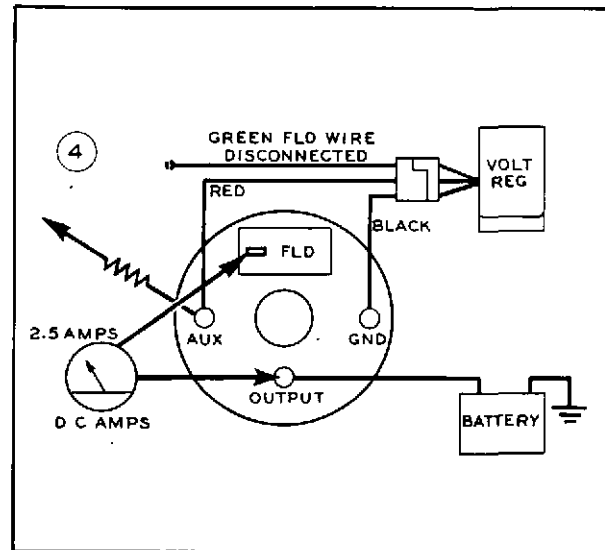 4
GREEN FLD WIRE
DISCONNECTED
VOLT
REG
RED
BLACK
FLD
2.5 AMPS
AUX
GND
OUTPUT
D C AMPS
BATTERY